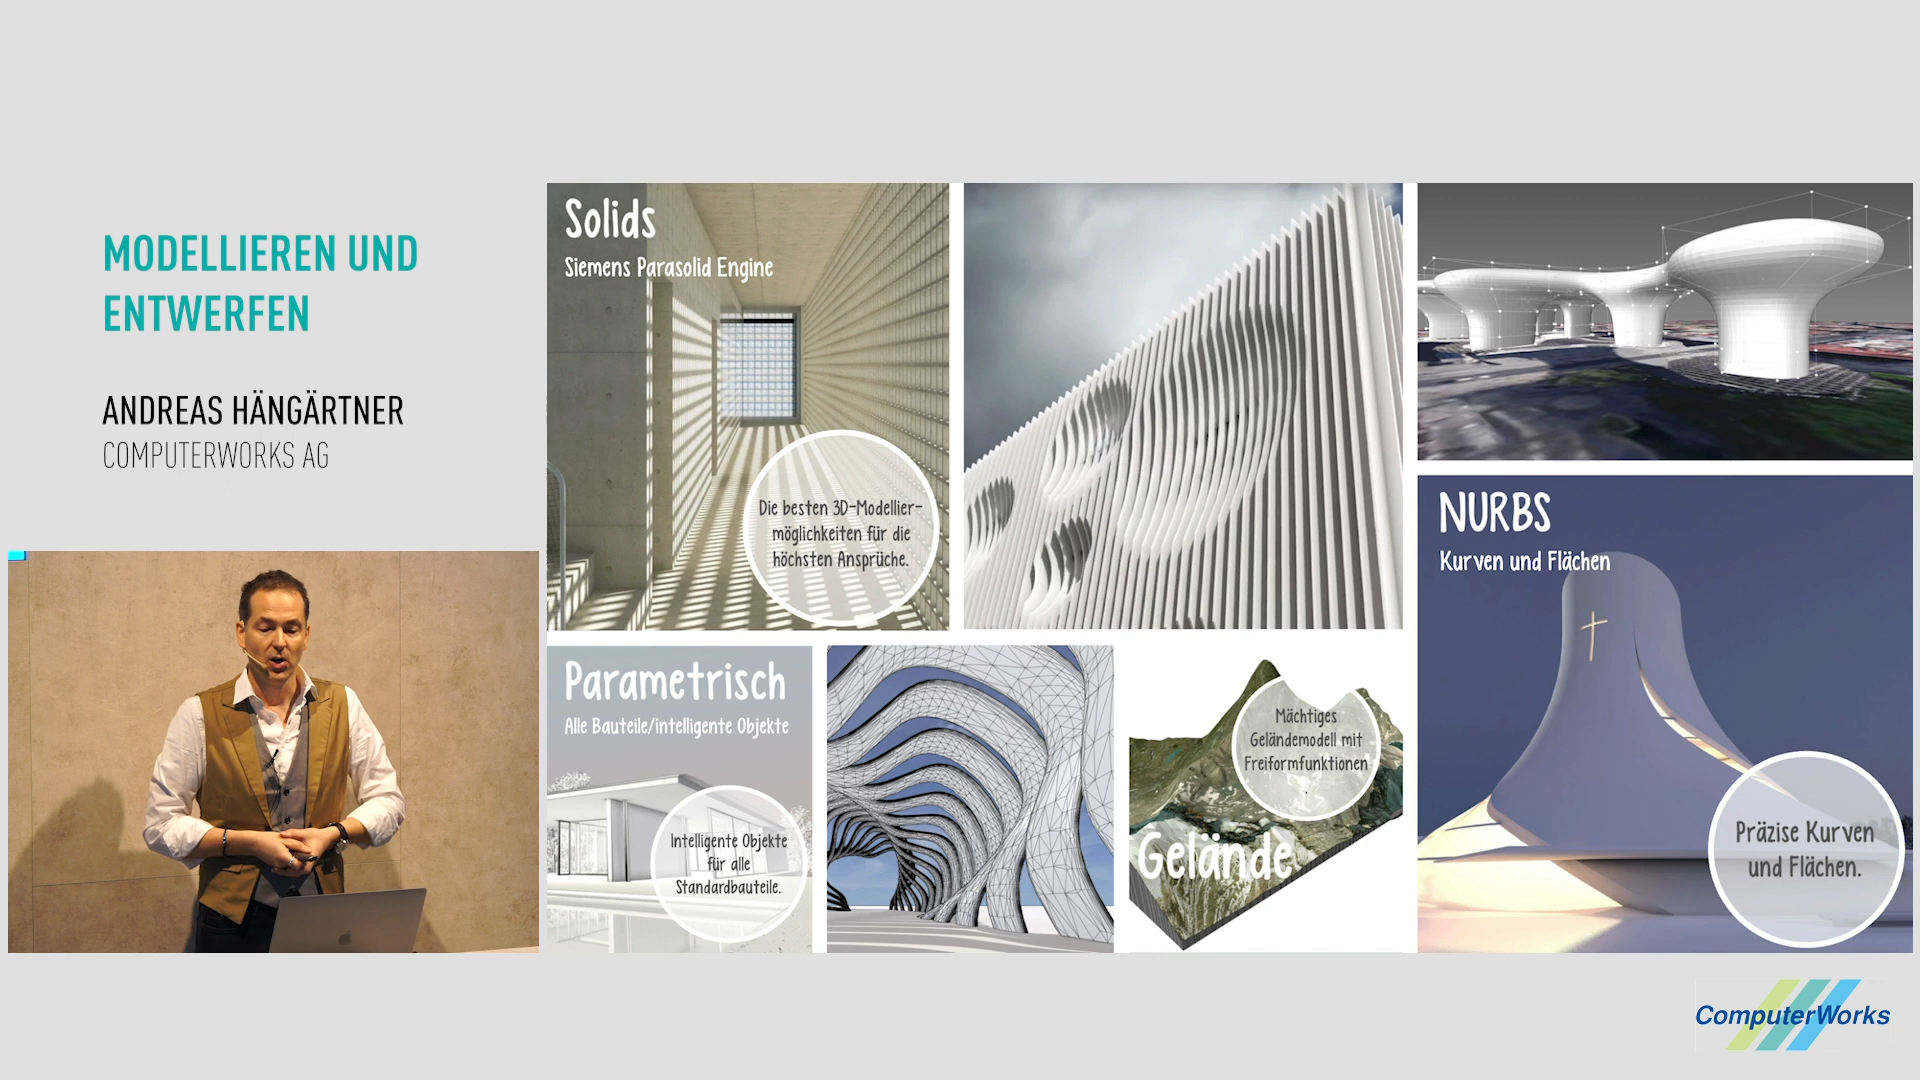 MODELLIEREN UND
ENTWERFEN
ANDREAS HÄNGÄRTNER
COMPUTERWORKS AG
Solids
Siemens Parasolid Engine
Die besten 3D-Modellier-
möglichkeiten für die
höchsten Ansprüche.
NURBS
Kurven und Flächen
Präzise Kurven
und Flächen.
Parametrisch
Alle Bauteile/intelligente Objekte
Intelligente Objekte
für alle
Standardbauteile.
Mächtiges
Geländemodell mit
Freiformfunktionen
.
Gelände
ComputerWorks